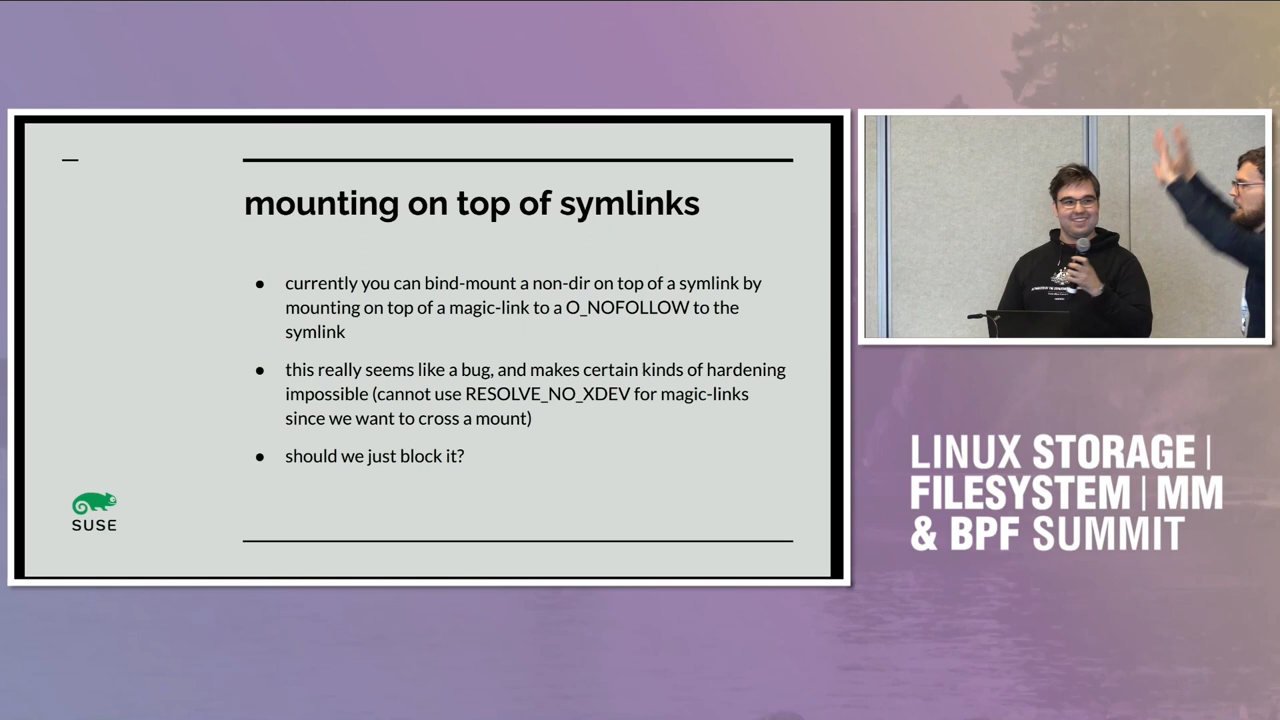 mounting on top of symlinks
● currently you can bind-mount a non-dir on top of a symlink by
mounting on top of a magic-link to a O_NOFOLLOW to the
symlink
● this really seems like a bug, and makes certain kinds of hardening
impossible (cannot use RESOLVE_NO_XDEV for magic-links
since we want to cross a mount)
● should we just block it?
SUSE
LINUX STORAGE |
FILESYSTEM | MM
& BPF SUMMIT